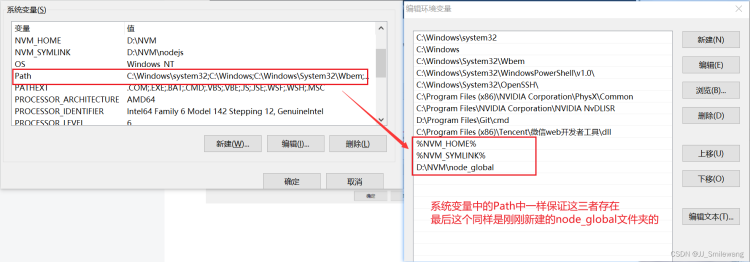 系统变量(S)
变量 值
NVM_HOME D:\NVM
NVM_SYMLINK D:\NVM\nodejs
OS Windows_NT
Path C:\Windows\system32;C:\Windows;C:\Windows\System32\Wbem;...
PATHEXT .COM;.EXE;.BAT;.CMD;.VBS;.VBE;.JS;.JSE;.WSF;.WSH;.MSC
PROCESSOR_ARCHITECTURE AMD64
PROCESSOR_IDENTIFIER Intel64 Family 6 Model 142 Stepping 12, GenuineIntel
PROCESSOR_LEVEL 6
新建(W)... 编辑(I)... 删除(L)
确定 取消
确定
编辑环境变量
C:\Windows\system32
C:\Windows
C:\Windows\System32\Wbem
C:\Windows\System32\WindowsPowerShell\v1.0\
C:\Windows\System32\OpenSSH\
C:\Program Files (x86)\NVIDIA Corporation\PhysX\Common
C:\Program Files\NVIDIA Corporation\NVIDIA NvDLISR
D:\Program Files\Git\cmd
C:\Program Files (x86)\Tencent\微信web开发者工具\dll
%NVM_HOME%
%NVM_SYMLINK%
D:\NVM\node_global
新建(N)
编辑(E)
浏览(B)...
删除(D)
上移(U)
下移(O)
编辑文本(T)...
系统变量中的Path中一样保证这三者存在
最后这个同样是刚刚新建的node_global文件夹的
CSDN @JJ_Smilewang